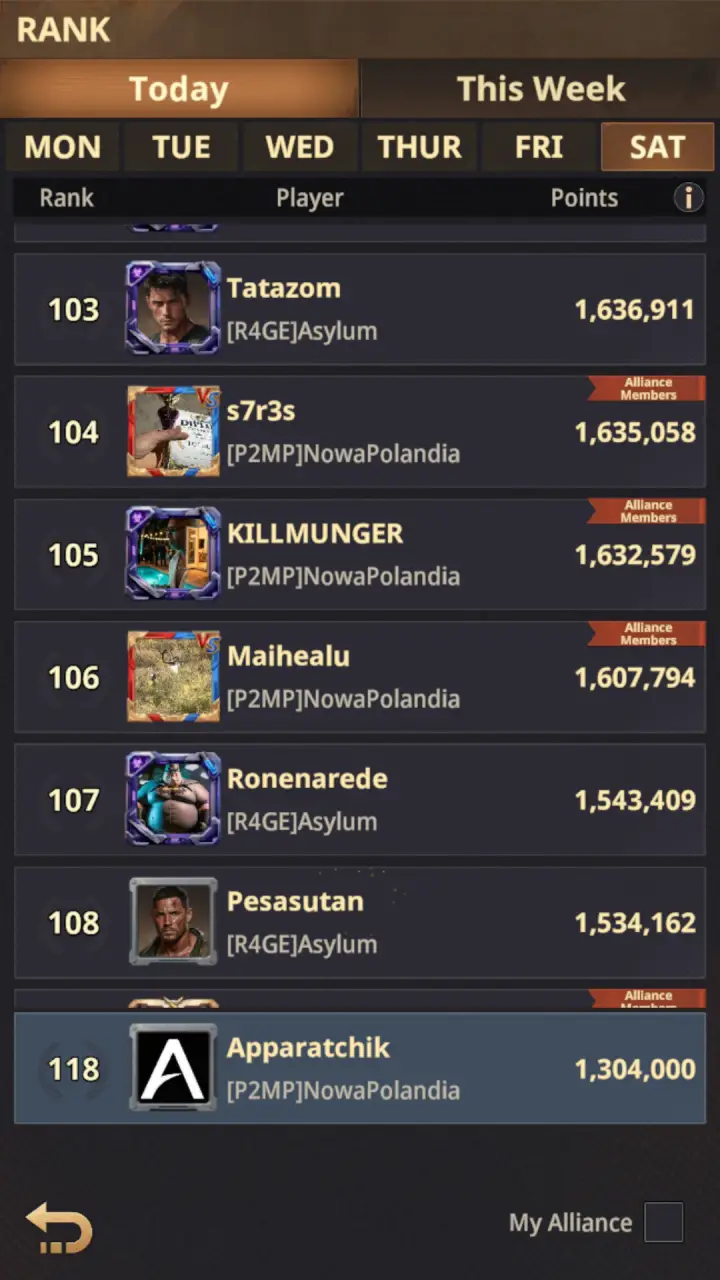 RANK
Today
This Week
MON
TUE
WED
THUR
FRI
SAT
Rank
Player
Points
i
103
Tatazom
[R4GE]Asylum
1,636,911
104
VS
s7r3s
[P2MP]NowaPolandia
Alliance
Members
1,635,058
105
KILLMUNGER
[P2MP]NowaPolandia
Alliance
Members
1,632,579
106
VS
Maihealu
[P2MP]NowaPolandia
Alliance
Members
1,607,794
107
Ronenarede
[R4GE]Asylum
1,543,409
108
Pesasutan
[R4GE]Asylum
1,534,162
Alliance
118
Apparatchik
[P2MP]NowaPolandia
1,304,000
My Alliance